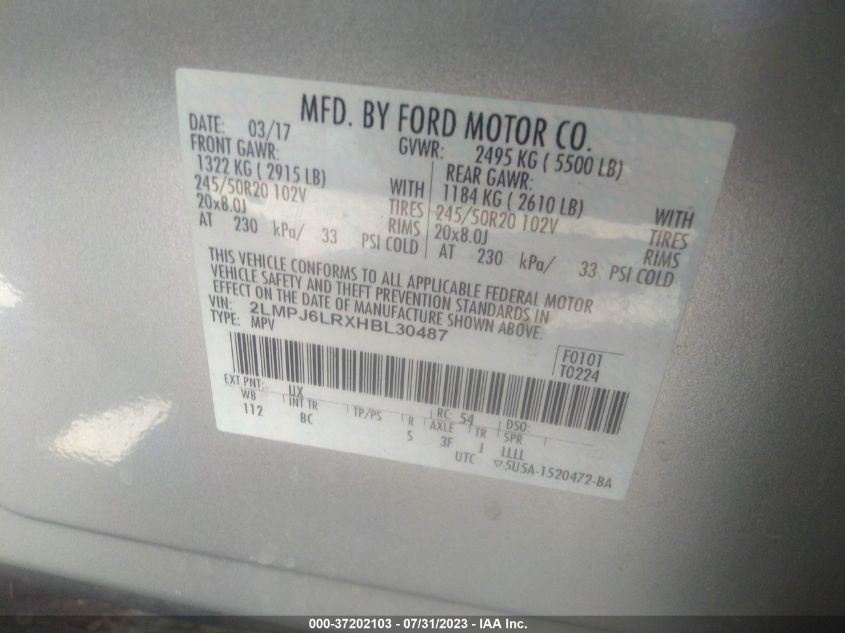 MFD. BY FORD MOTOR CO.
DATE: 03/17 GVWR: 2495 KG ( 5500 LB)
FRONT GAWR: REAR GAWR:
1322 KG ( 2915 LB) WITH 1184 KG ( 2610 LB) WITH
245/50R20 102V TIRES 245/50R20 102V TIRES
20x8.0J RIMS 20x8.0J RIMS
AT 230 kPa/ 33 PSI COLD AT 230 kPa/ 33 PSI COLD
THIS VEHICLE CONFORMS TO ALL APPLICABLE FEDERAL MOTOR
VEHICLE SAFETY AND THEFT PREVENTION STANDARDS IN
EFFECT ON THE DATE OF MANUFACTURE SHOWN ABOVE.
VIN: 2LMPJ6LRXHBL30487
TYPE: MPV
F0101
T0224
EXT PNT: UX RC: 54 DSO:
WB INT TR TP/PS R AXLE TR SPR
112 BC S 3F J LLLL
UTC ▽5U5A-1520472-BA
000-37202103 - 07/31/2023 - IAA Inc.